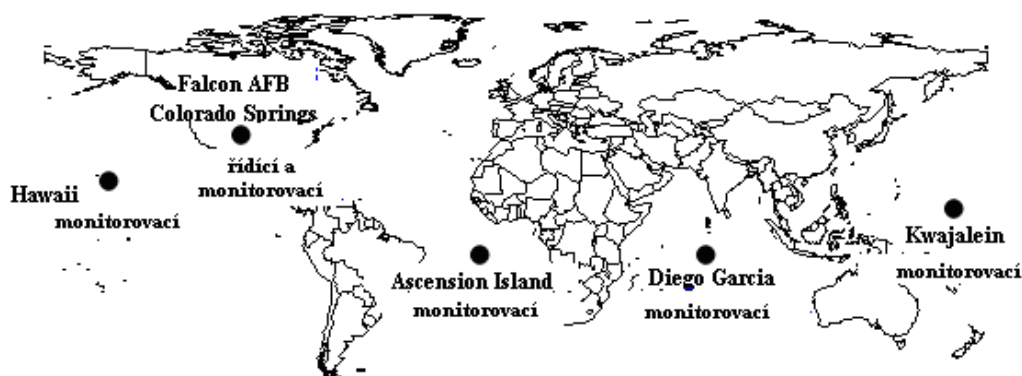 Falcon AFB
Colorado Springs
řídící a
monitorovací
Hawaii
monitorovací
Ascension Island
monitorovací
Diego Garcia
monitorovací
Kwajalein
monitorovací